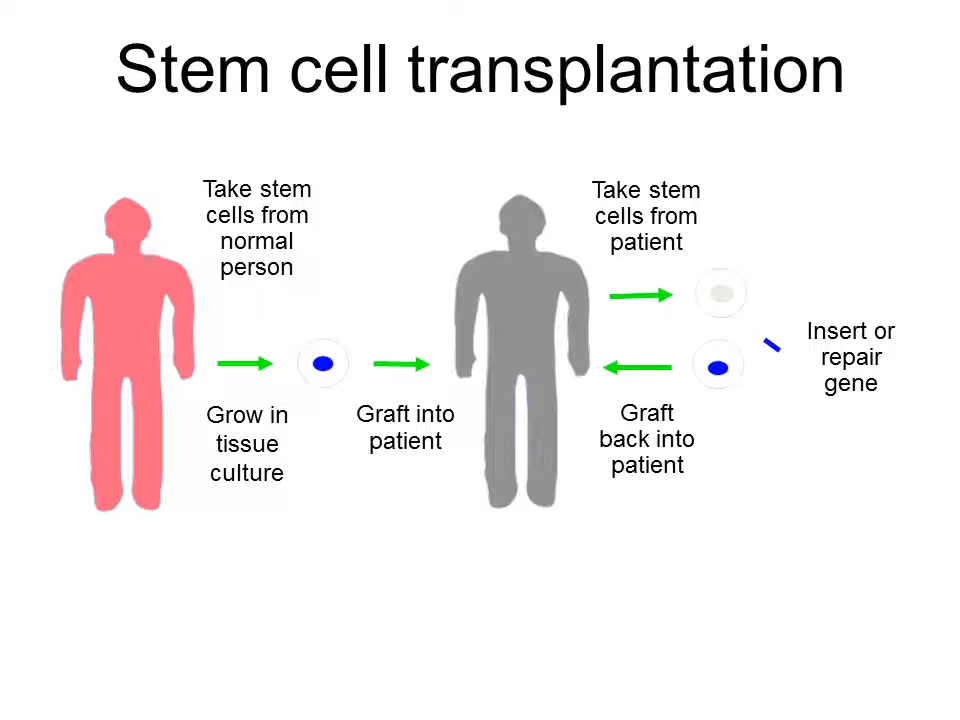 Stem cell transplantation
Take stem
cells from
normal
person
Grow in
tissue
culture
Graft into
patient
Take stem
cells from
patient
Insert or
repair
gene
Graft
back into
patient